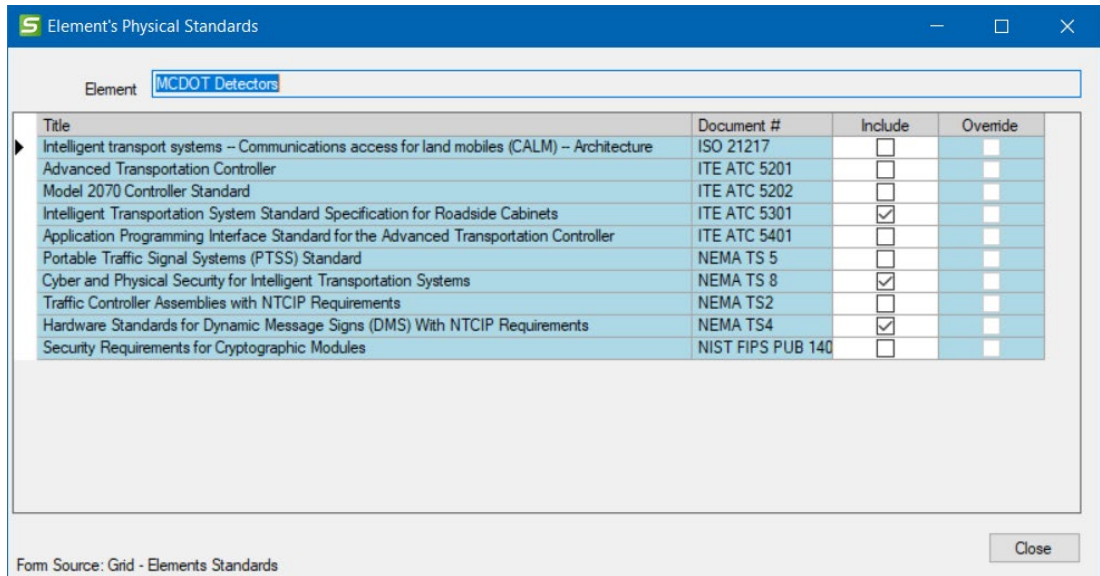 S Element's Physical Standards
Element MCDOT Detectors
Title Document # Include Override
Intelligent transport systems -- Communications access for land mobiles (CALM) -- Architecture ISO 21217
Advanced Transportation Controller ITE ATC 5201
Model 2070 Controller Standard ITE ATC 5202
Intelligent Transportation System Standard Specification for Roadside Cabinets ITE ATC 5301
Application Programming Interface Standard for the Advanced Transportation Controller ITE ATC 5401
Portable Traffic Signal Systems (PTSS) Standard NEMA TS 5
Cyber and Physical Security for Intelligent Transportation Systems NEMA TS 8
Traffic Controller Assemblies with NTCIP Requirements NEMA TS2
Hardware Standards for Dynamic Message Signs (DMS) With NTCIP Requirements NEMA TS4
Security Requirements for Cryptographic Modules NIST FIPS PUB 140
Close
Form Source: Grid - Elements Standards